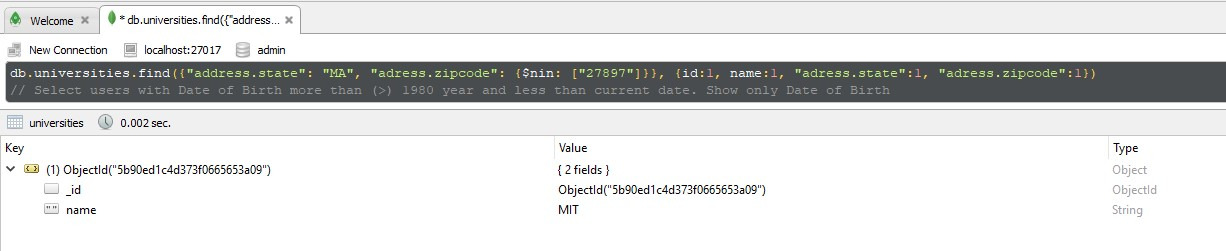 Welcome
* db.universities.find({"address...
New Connection localhost:27017 admin
db.universities.find({"address.state": "MA", "adress.zipcode": {$nin: ["27897"]}}, {id:1, name:1, "adress.state":1, "adress.zipcode":1})
// Select users with Date of Birth more than (>) 1980 year and less than current date. Show only Date of Birth
universities 0.002 sec.
Key Value Type
(1) ObjectId("5b90ed1c4d373f0665653a09") { 2 fields } Object
_id ObjectId("5b90ed1c4d373f0665653a09") ObjectId
name MIT String